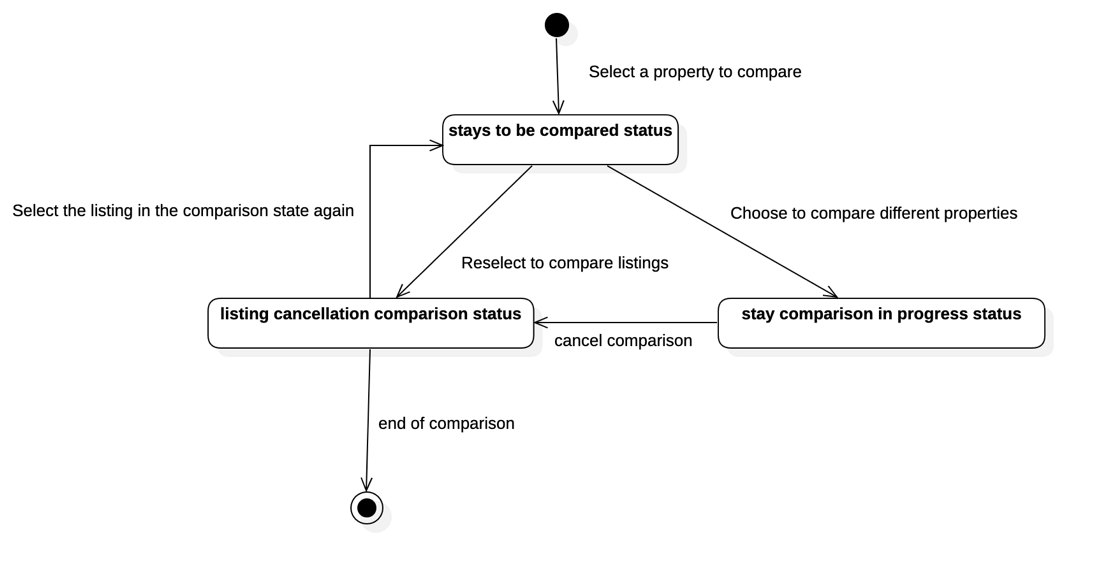 Select a property to compare
stays to be compared status
Select the listing in the comparison state again
Choose to compare different properties
Reselect to compare listings
listing cancellation comparison status
stay comparison in progress status
cancel comparison
end of comparison